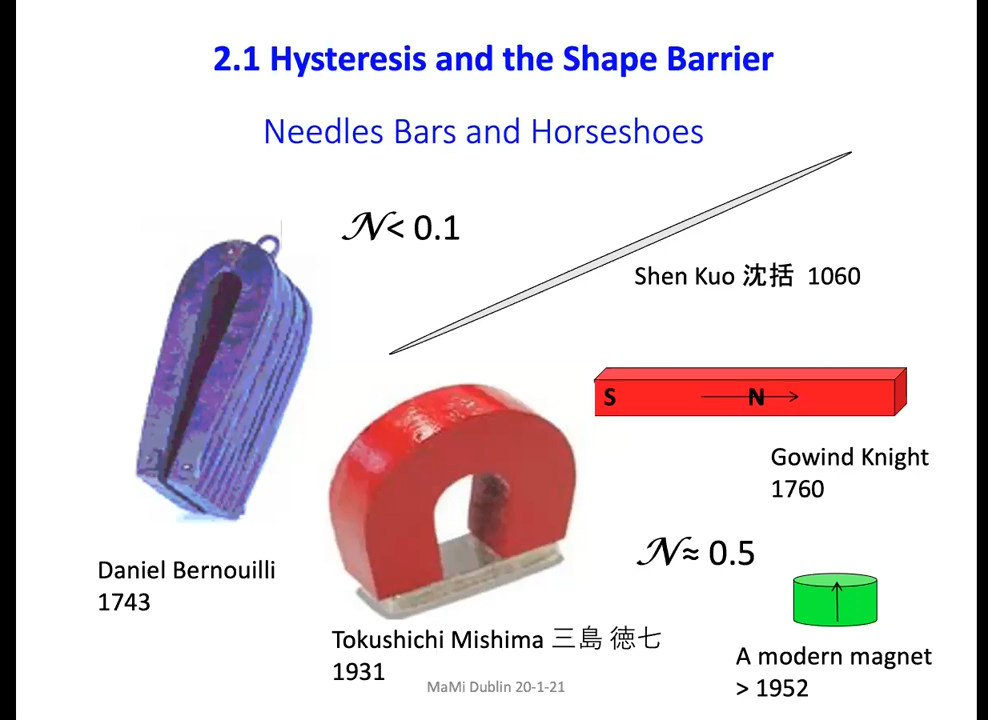 2.1 Hysteresis and the Shape Barrier
Needles Bars and Horseshoes
𝒩< 0.1
Shen Kuo 沈括 1060
S N
Gowind Knight
1760
𝒩≈ 0.5
Daniel Bernouilli
1743
Tokushichi Mishima 三島 徳七
1931
A modern magnet
> 1952
MaMi Dublin 20-1-21